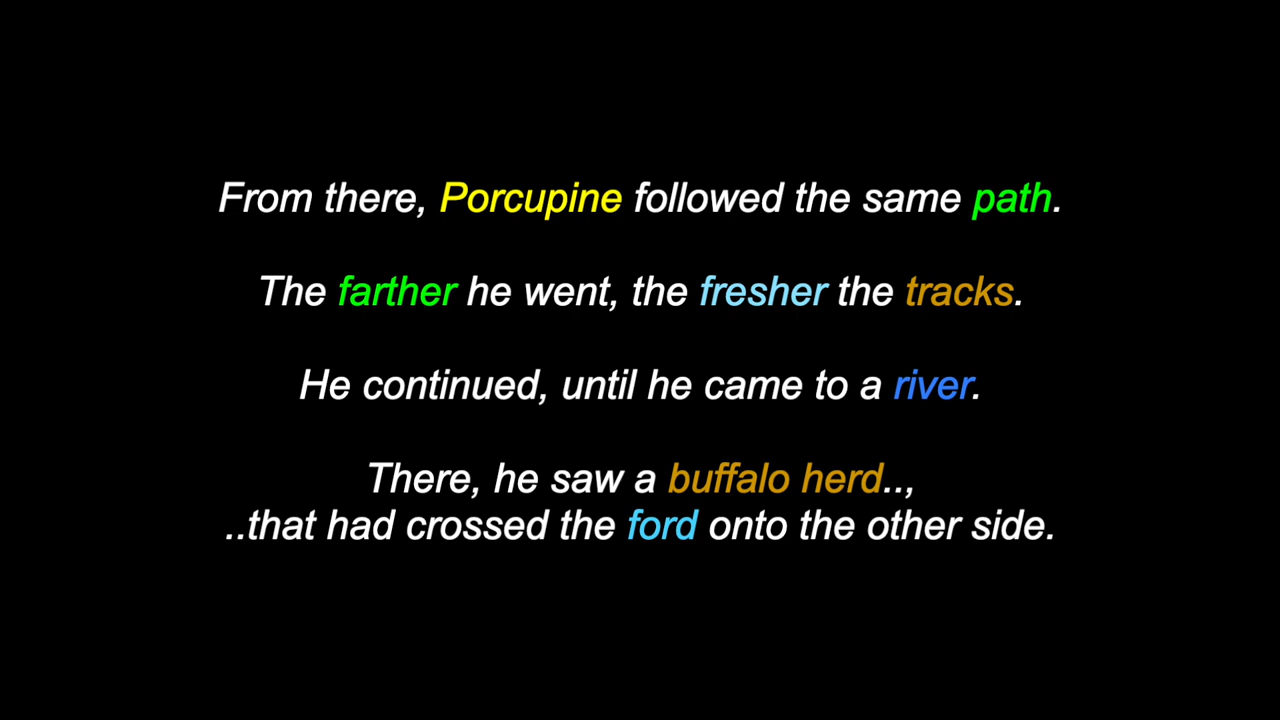 From there, Porcupine followed the same path.
The farther he went, the fresher the tracks.
He continued, until he came to a river.
There, he saw a buffalo herd..,
..that had crossed the ford onto the other side.